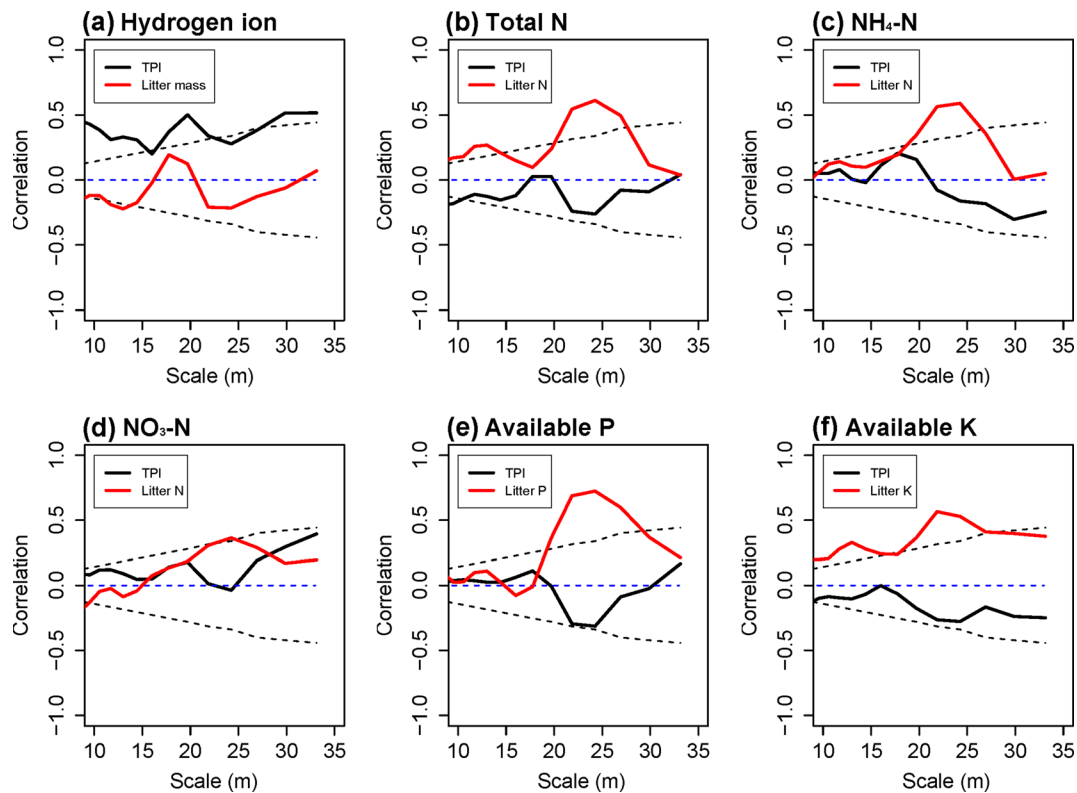 (a) Hydrogen ion
TPI
Litter mass
Correlation
1.0
0.5
0.0
−0.5
−1.0
10 15 20 25 30 35
Scale (m)
(b) Total N
TPI
Litter N
Correlation
1.0
0.5
0.0
−0.5
−1.0
10 15 20 25 30 35
Scale (m)
(c) NH₄-N
TPI
Litter N
Correlation
1.0
0.5
0.0
−0.5
−1.0
10 15 20 25 30 35
Scale (m)
(d) NO₃-N
TPI
Litter N
Correlation
1.0
0.5
0.0
−0.5
−1.0
10 15 20 25 30 35
Scale (m)
(e) Available P
TPI
Litter P
Correlation
1.0
0.5
0.0
−0.5
−1.0
10 15 20 25 30 35
Scale (m)
(f) Available K
TPI
Litter K
Correlation
1.0
0.5
0.0
−0.5
−1.0
10 15 20 25 30 35
Scale (m)